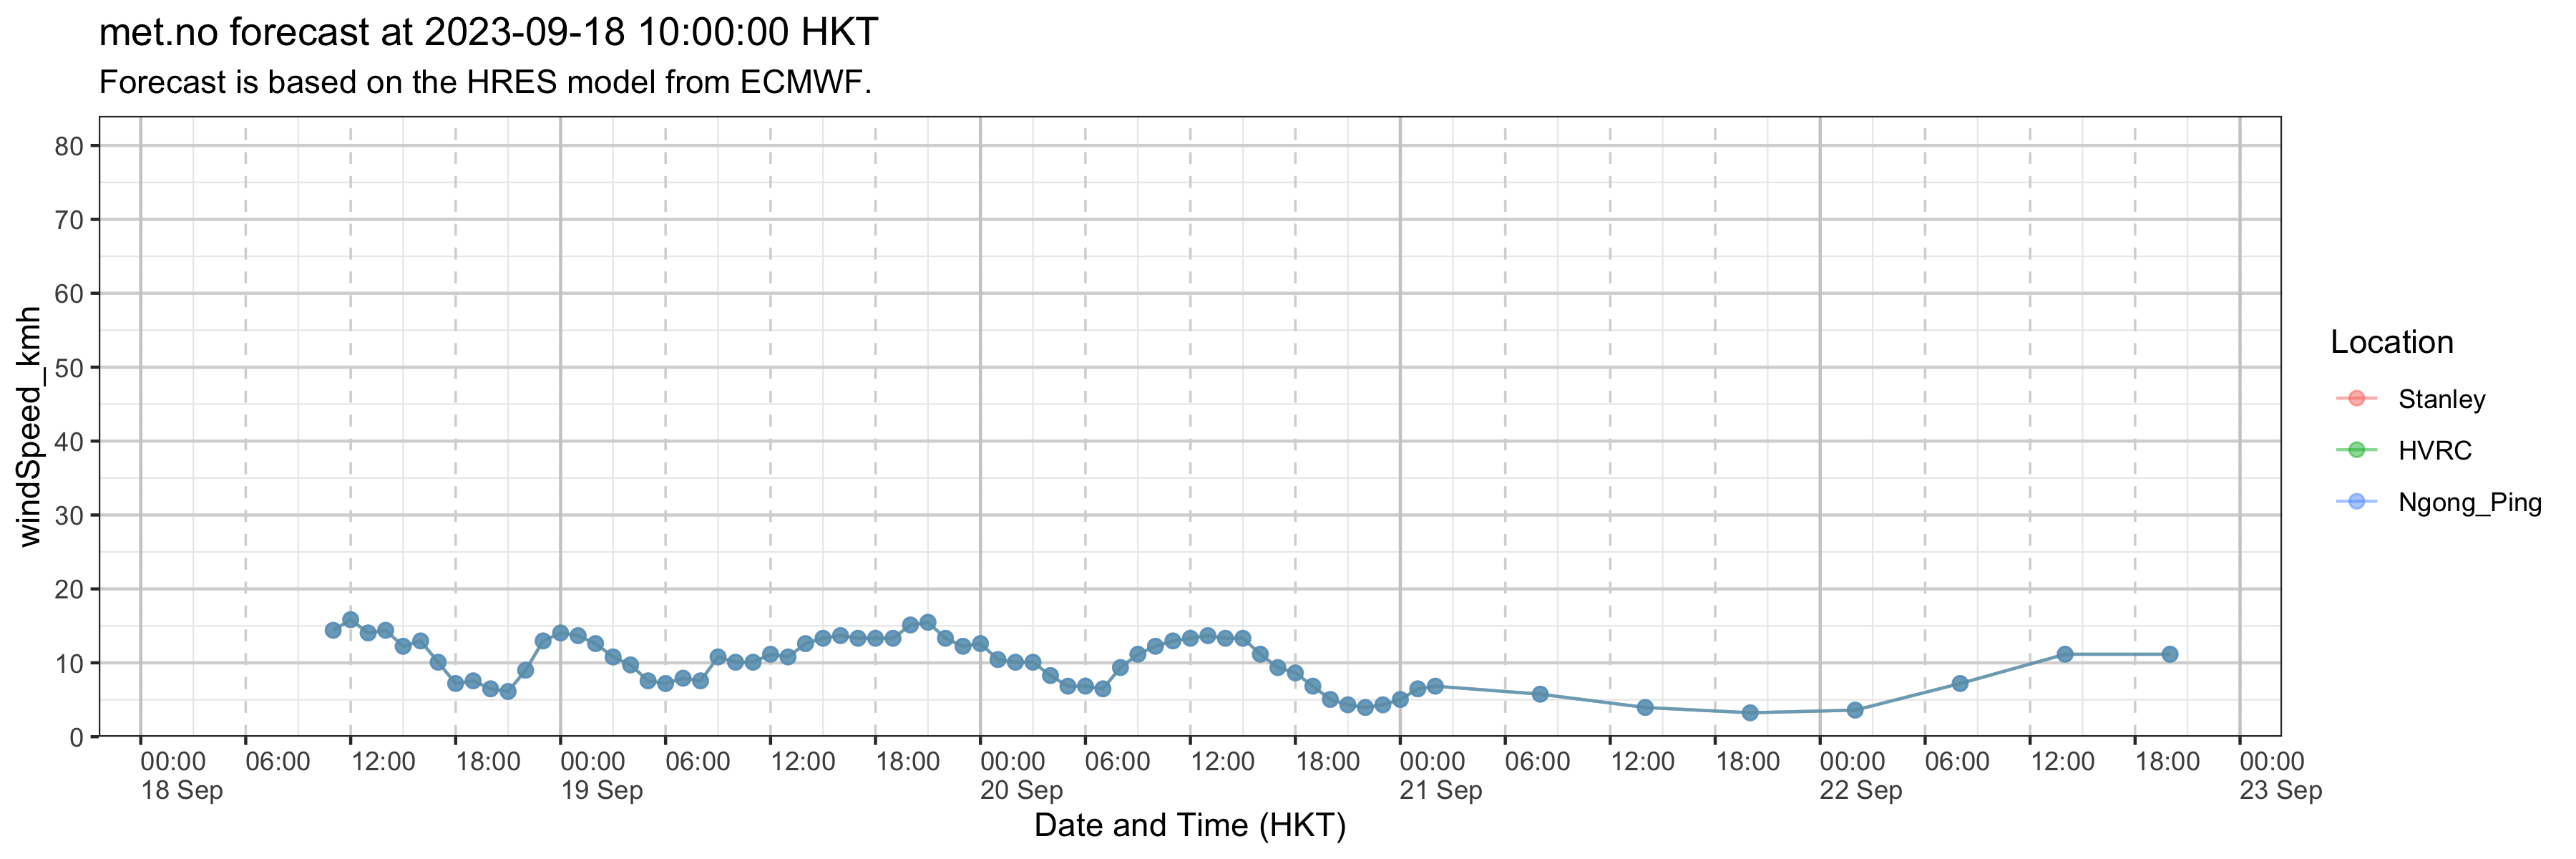 met.no forecast at 2023-09-18 10:00:00 HKT
Forecast is based on the HRES model from ECMWF.
windSpeed_kmh
80
70
60
50
40
30
20
10
0
00:00 06:00 12:00 18:00 00:00 06:00 12:00 18:00 00:00 06:00 12:00 18:00 00:00 06:00 12:00 18:00 00:00 06:00 12:00 18:00 00:00
18 Sep 19 Sep 20 Sep 21 Sep 22 Sep 23 Sep
Date and Time (HKT)
Location
Stanley
HVRC
Ngong_Ping